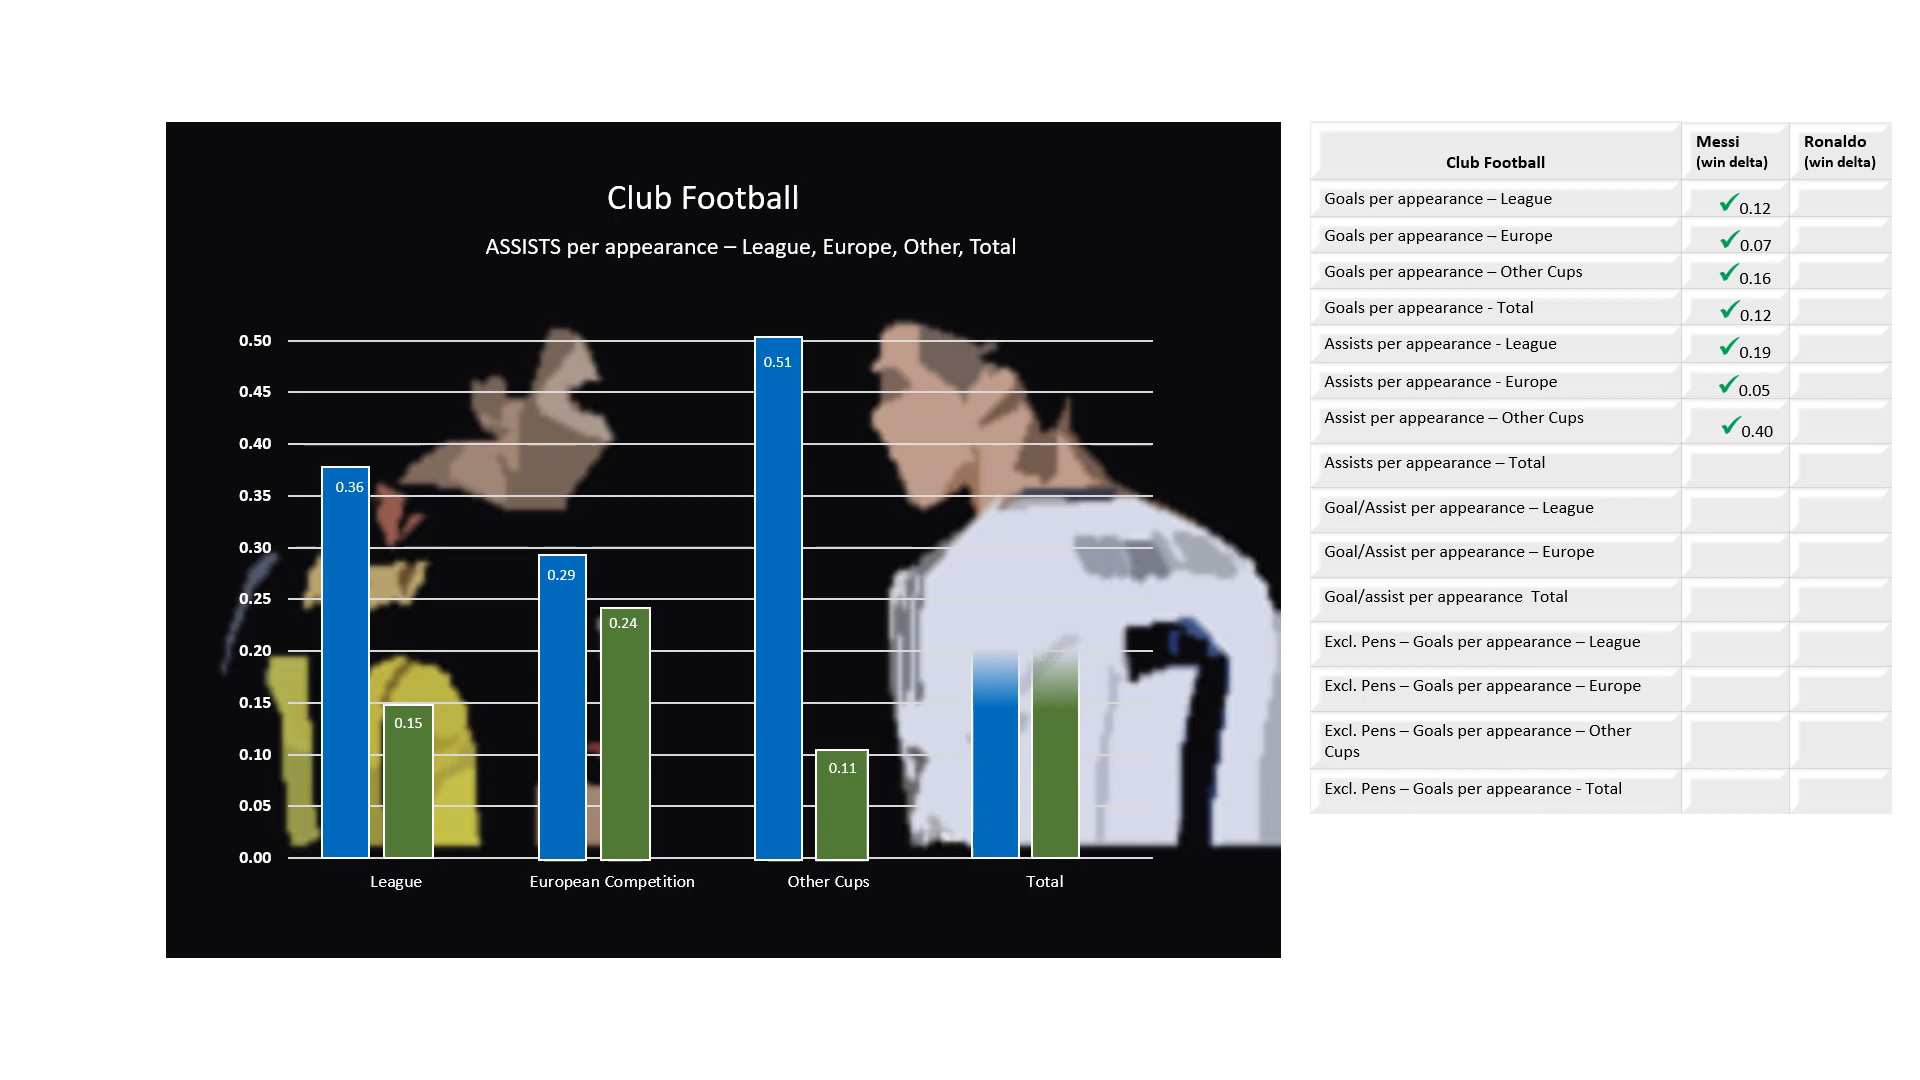 Club Football
ASSISTS per appearance – League, Europe, Other, Total
0.50
0.45
0.40
0.35
0.30
0.25
0.20
0.15
0.10
0.05
0.00
0.36
0.15
0.29
0.24
0.51
0.11
League
European Competition
Other Cups
Total
Club Football
Messi
(win delta)
Ronaldo
(win delta)
Goals per appearance – League
0.12
Goals per appearance – Europe
0.07
Goals per appearance – Other Cups
0.16
Goals per appearance - Total
0.12
Assists per appearance - League
0.19
Assists per appearance - Europe
0.05
Assist per appearance – Other Cups
0.40
Assists per appearance – Total
Goal/Assist per appearance – League
Goal/Assist per appearance – Europe
Goal/assist per appearance  Total
Excl. Pens – Goals per appearance – League
Excl. Pens – Goals per appearance – Europe
Excl. Pens – Goals per appearance – Other
Cups
Excl. Pens – Goals per appearance - Total